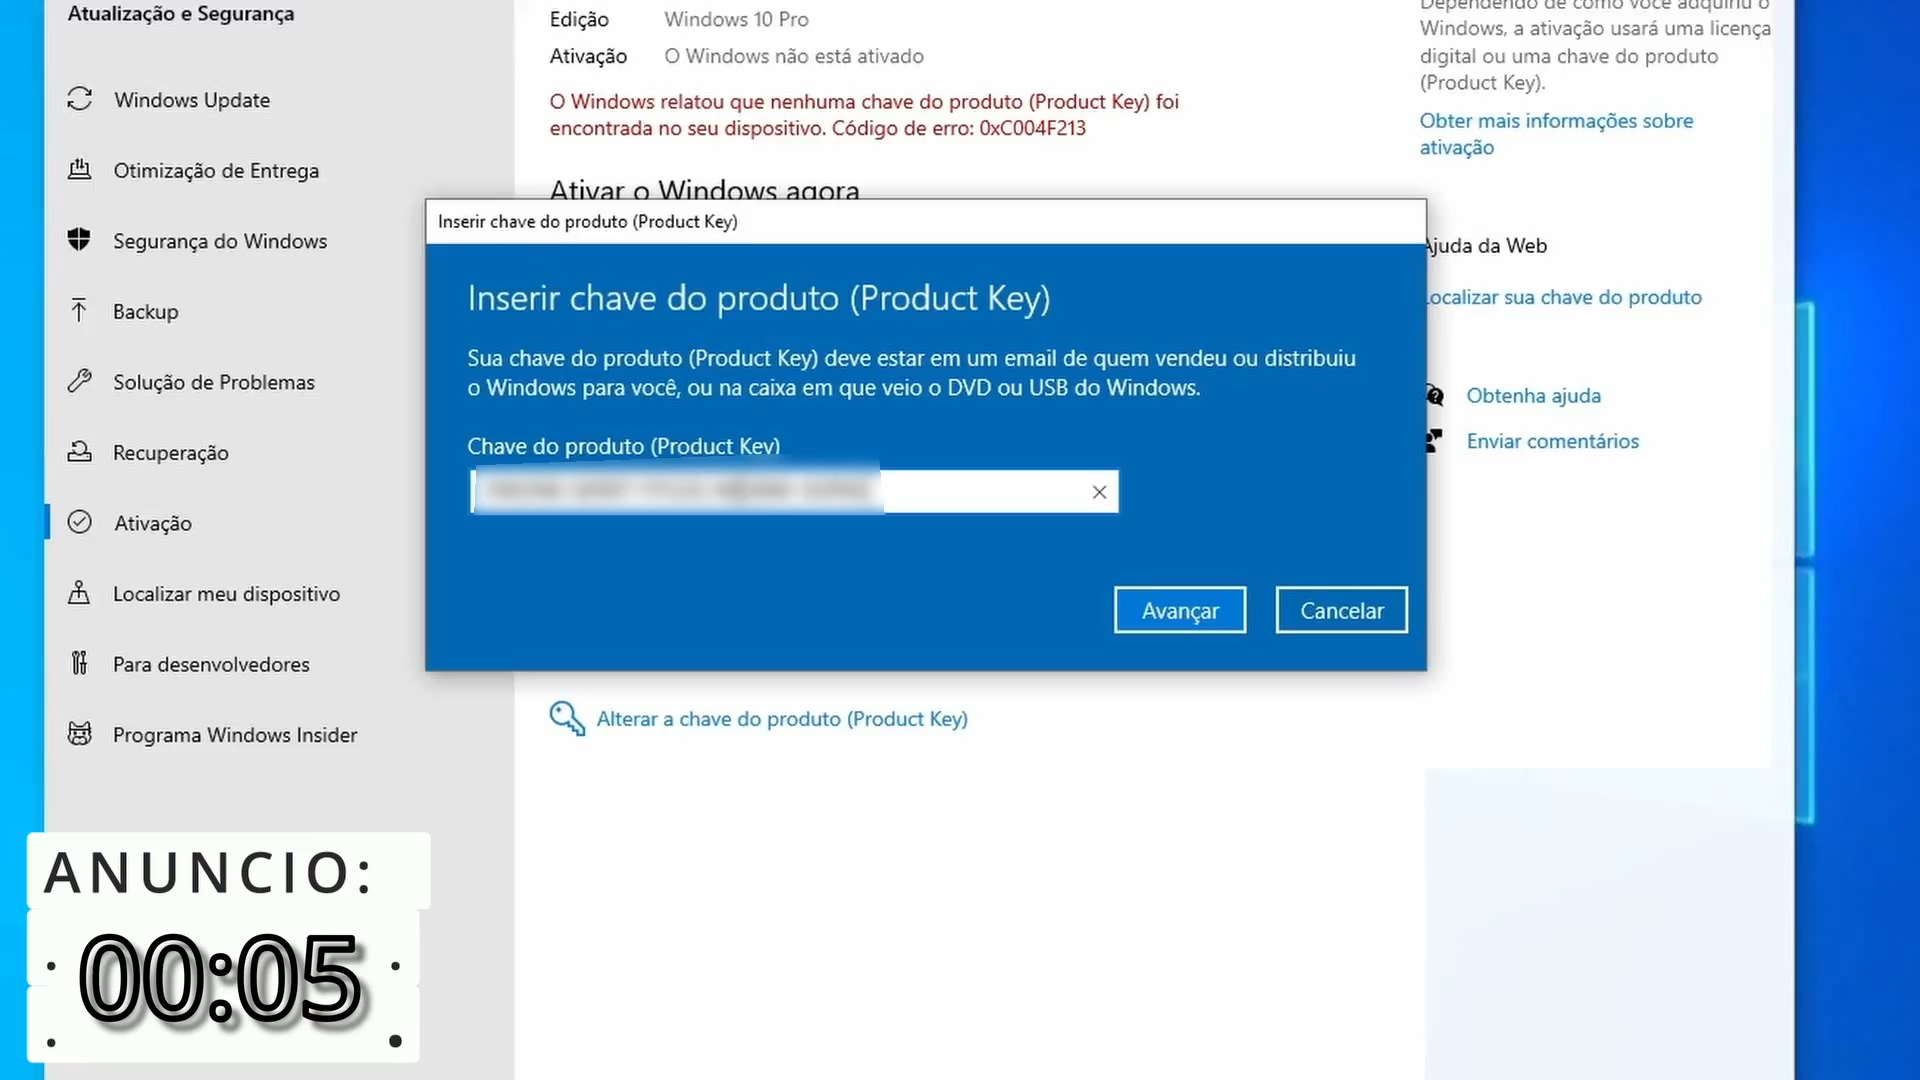 Atualização e Segurança
Windows Update
Otimização de Entrega
Segurança do Windows
Backup
Solução de Problemas
Recuperação
Ativação
Localizar meu dispositivo
Para desenvolvedores
Programa Windows Insider
Edição Windows 10 Pro
Ativação O Windows não está ativado
O Windows relatou que nenhuma chave do produto (Product Key) foi
encontrada no seu dispositivo. Código de erro: 0xC004F213
Ativar o Windows agora
Inserir chave do produto (Product Key)
Inserir chave do produto (Product Key)
Sua chave do produto (Product Key) deve estar em um email de quem vendeu ou distribuiu
o Windows para você, ou na caixa em que veio o DVD ou USB do Windows.
Chave do produto (Product Key)
Avançar
Cancelar
Alterar a chave do produto (Product Key)
Dependendo de como você adquiriu o
Windows, a ativação usará uma licença
digital ou uma chave do produto
(Product Key).
Obter mais informações sobre
ativação
Ajuda da Web
Localizar sua chave do produto
Obtenha ajuda
Enviar comentários
ANUNCIO:
00:05